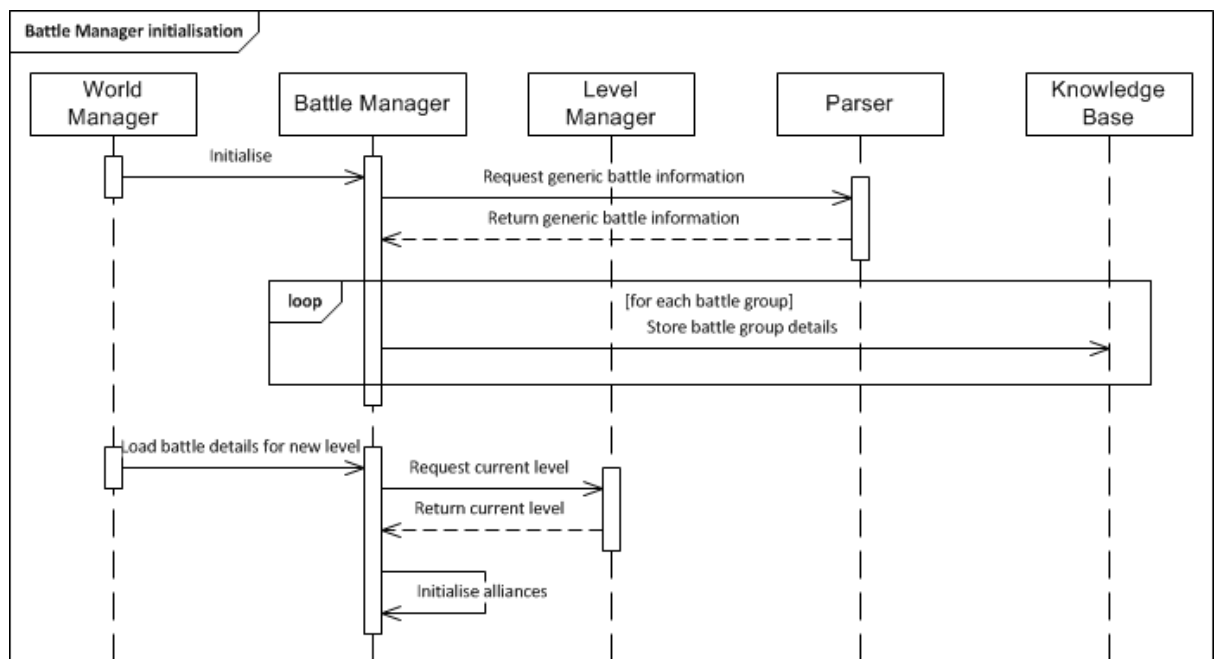 Battle Manager initialisation
World
Manager
Battle Manager
Level
Manager
Parser
Knowledge
Base
Initialise
Request generic battle information
Return generic battle information
loop
[for each battle group]
Store battle group details
Load battle details for new level
Request current level
Return current level
Initialise alliances